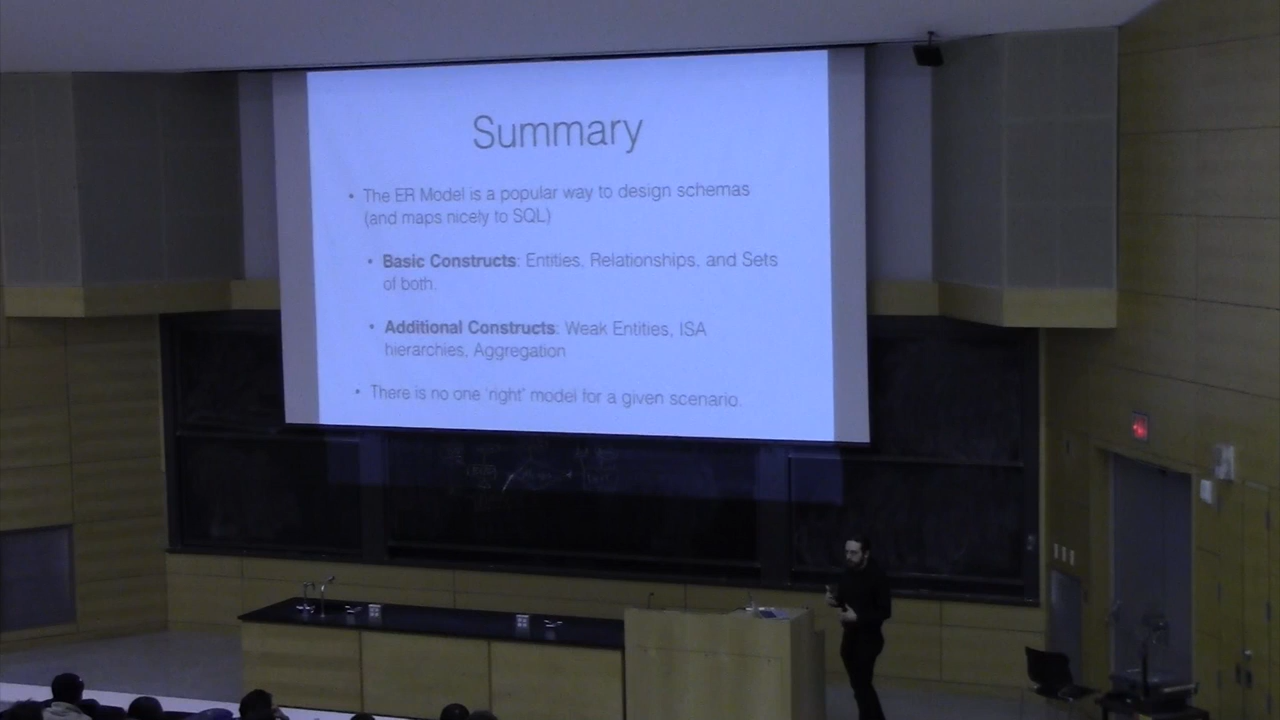 Summary
• The ER Model is a popular way to design schemas
(and maps nicely to SQL)
• Basic Constructs: Entities, Relationships, and Sets
of both.
• Additional Constructs: Weak Entities, ISA
hierarchies, Aggregation
• There is no one 'right' model for a given scenario.